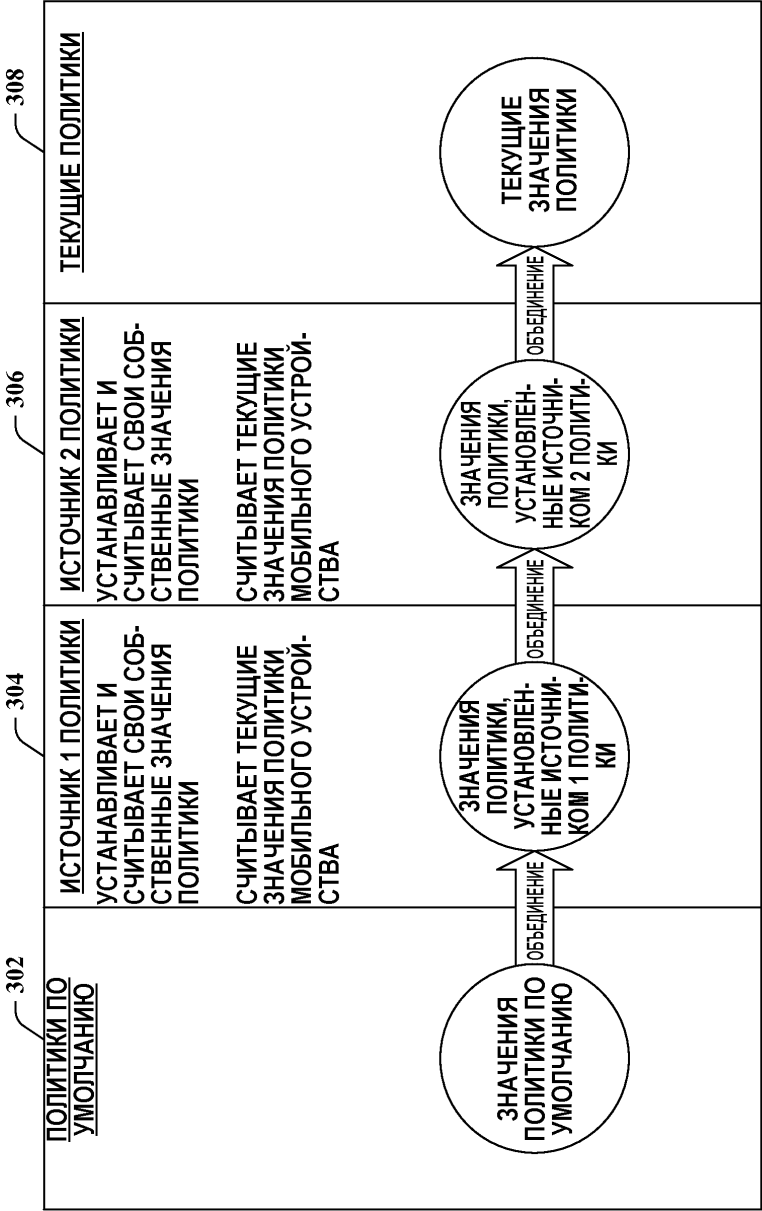 302
ПОЛИТИКИ ПО
УМОЛЧАНИЮ
ЗНАЧЕНИЯ
ПОЛИТИКИ ПО
УМОЛЧАНИЮ
ОБЪЕДИНЕНИЕ
304
ИСТОЧНИК 1 ПОЛИТИКИ
УСТАНАВЛИВАЕТ И
СЧИТЫВАЕТ СВОИ СОБ-
СТВЕННЫЕ ЗНАЧЕНИЯ
ПОЛИТИКИ
СЧИТЫВАЕТ ТЕКУЩИЕ
ЗНАЧЕНИЯ ПОЛИТИКИ
МОБИЛЬНОГО УСТРОЙ-
СТВА
ЗНАЧЕНИЯ
ПОЛИТИКИ,
УСТАНОВЛЕН-
НЫЕ ИСТОЧНИ-
КОМ 1 ПОЛИТИ-
КИ
ОБЪЕДИНЕНИЕ
306
ИСТОЧНИК 2 ПОЛИТИКИ
УСТАНАВЛИВАЕТ И
СЧИТЫВАЕТ СВОИ СОБ-
СТВЕННЫЕ ЗНАЧЕНИЯ
ПОЛИТИКИ
СЧИТЫВАЕТ ТЕКУЩИЕ
ЗНАЧЕНИЯ ПОЛИТИКИ
МОБИЛЬНОГО УСТРОЙ-
СТВА
ЗНАЧЕНИЯ
ПОЛИТИКИ,
УСТАНОВЛЕН-
НЫЕ ИСТОЧНИ-
КОМ 2 ПОЛИТИ-
КИ
ОБЪЕДИНЕНИЕ
308
ТЕКУЩИЕ ПОЛИТИКИ
ТЕКУЩИЕ
ЗНАЧЕНИЯ
ПОЛИТИКИ